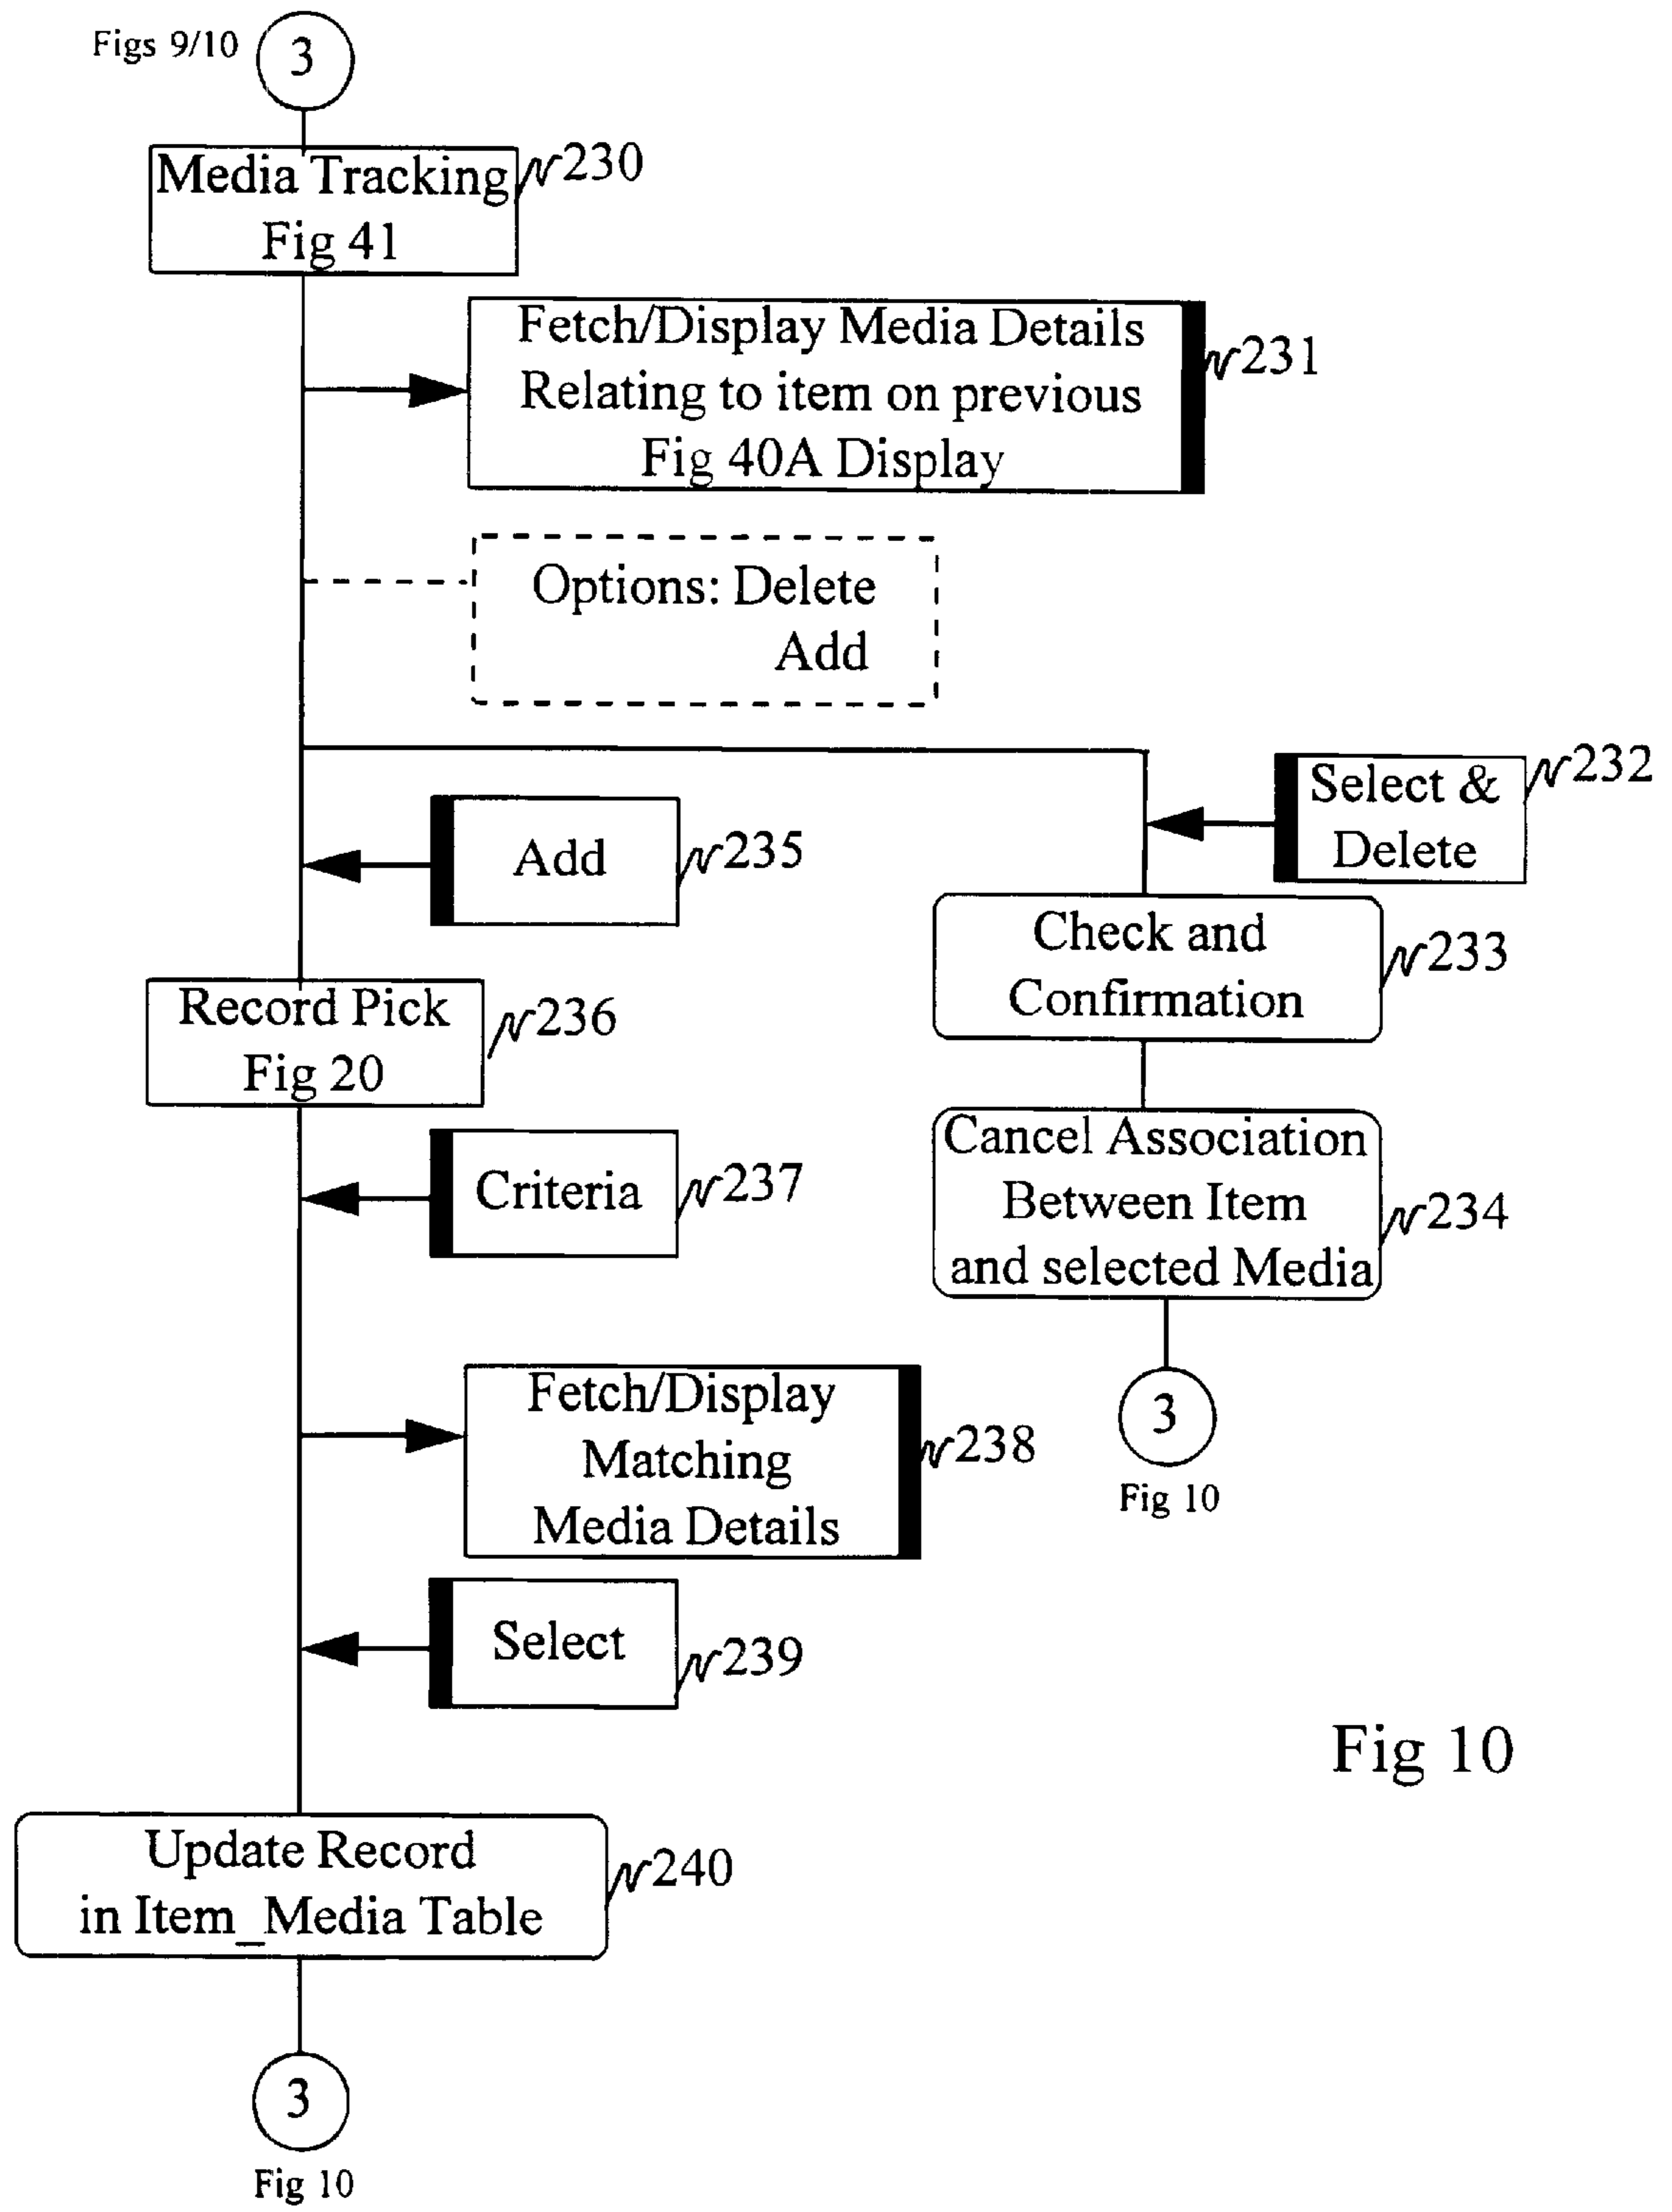 Figs 9/10
3
Media Tracking
Fig 41
230
Fetch/Display Media Details
Relating to item on previous
Fig 40A Display
231
Options: Delete
Add
Select &
Delete
232
Add
235
Check and
Confirmation
233
Record Pick
Fig 20
236
Cancel Association
Between Item
and selected Media
234
Criteria
237
3
Fig 10
Fetch/Display
Matching
Media Details
238
Select
239
Fig 10
Update Record
in Item_Media Table
240
3
Fig 10